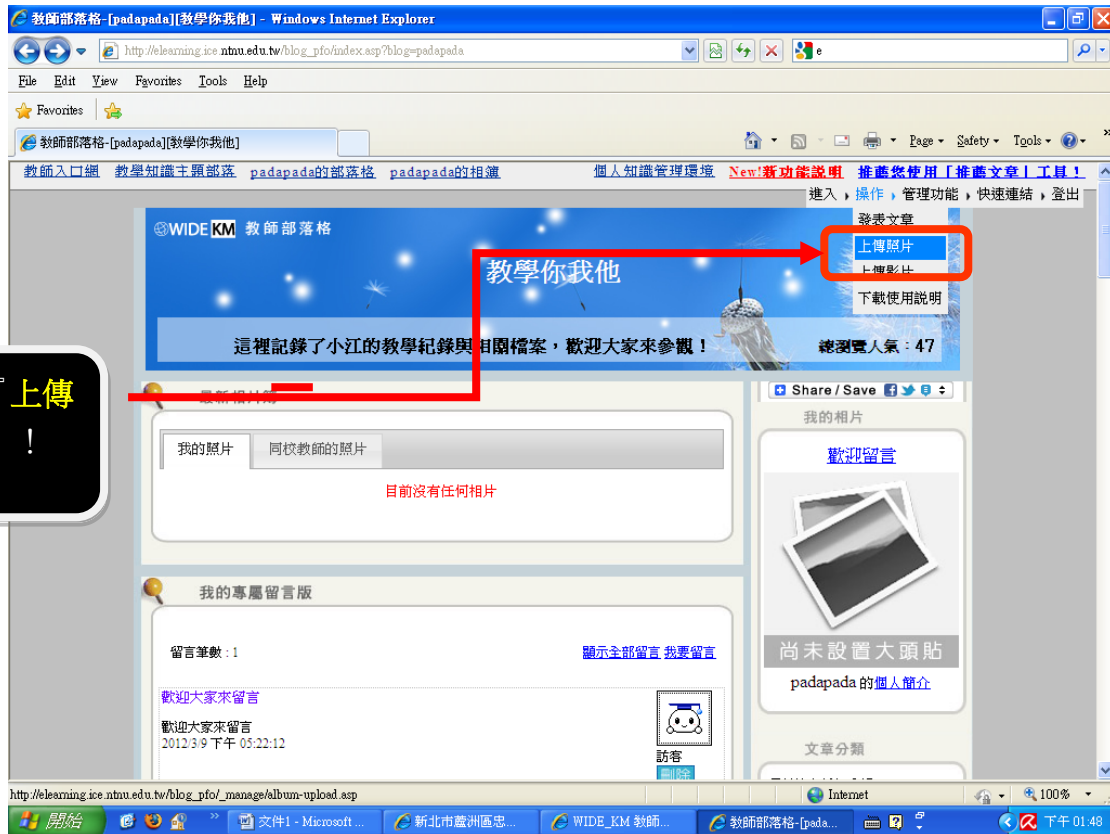 教師部落格-[padapada][教學你我他] - Windows Internet Explorer
http://elearning.ice.ntnu.edu.tw/blog_pfo/index.asp?blog=padapada
e
File Edit View Favorites Tools Help
Favorites
教師部落格-[padapada][教學你我他]
Page Safety Tools
教師入口網 教學知識主題部落 padapada的部落格 padapada的相簿 個人知識管理環境 New!新功能說明 推薦您使用「推薦文章」工具!
進入 操作 管理功能 快速連結 登出
發表文章
上傳照片
上傳影片
下載使用說明
WIDE KM 教師部落格
教學你我他
這裡記錄了小江的教學紀錄與相關檔案,歡迎大家來參觀!
總瀏覽人氣:47
『上傳
!
最新相片簿
我的照片 同校教師的照片
目前沒有任何相片
Share / Save
我的相片
歡迎留言
尚未設置大頭貼
padapada 的個人簡介
文章分類
我的專屬留言版
留言筆數 : 1
顯示全部留言 我要留言
歡迎大家來留言
歡迎大家來留言
2012/3/9 下午 05:22:12
訪客
刪除
http://elearning.ice.ntnu.edu.tw/blog_pfo/_manage/album-upload.asp
Internet
100%
開始
文件1 - Microsoft ...
新北市蘆洲區忠...
WIDE_KM 教師...
教師部落格-[pada...
下午 01:48